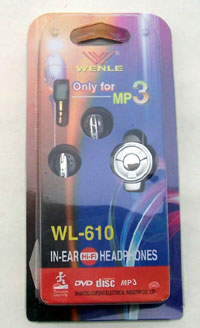 WENLE
Only for
MP3
WL-610
IN-EAR Hi-Fi HEADPHONES
DVD disc MP3